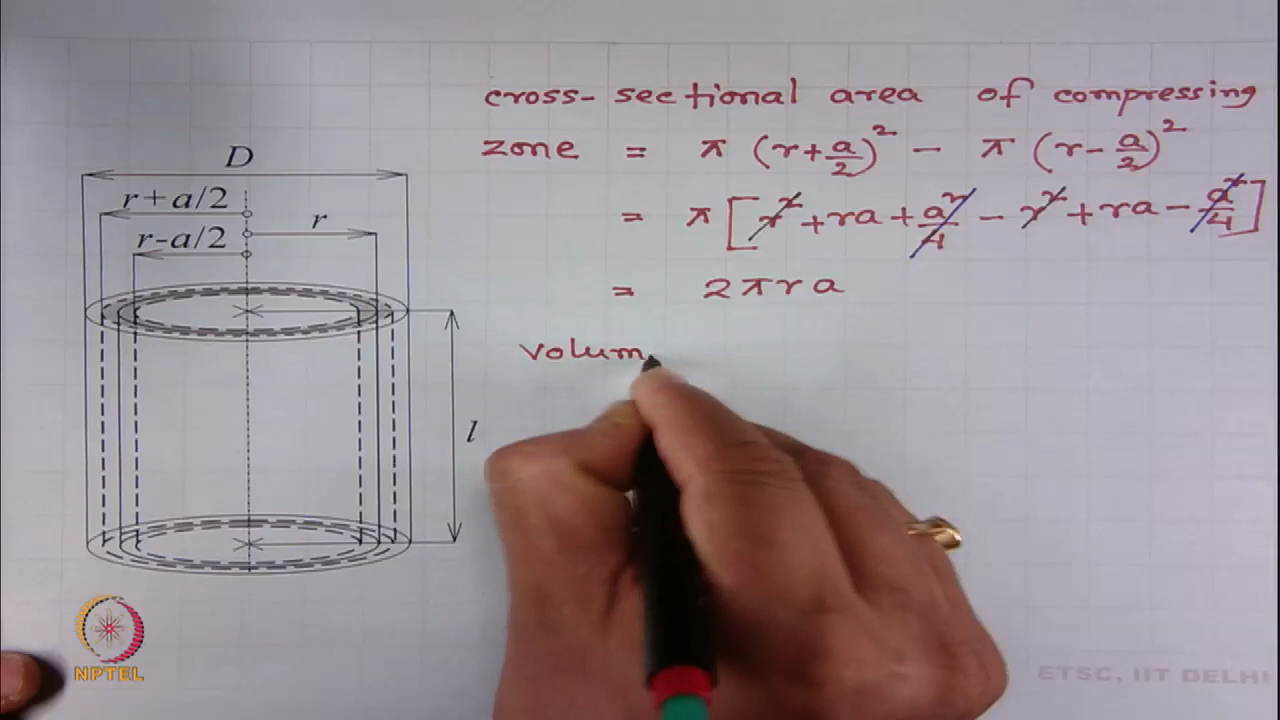 cross-sectional area of compressing
zone = π (r+a/2)² - π (r-a/2)²
= π [r² + ra + a²/4 - r² + ra - a²/4]
= 2πra
volum
D
r+a/2
r
r-a/2
l
NPTEL
ETSC, IIT DELHI